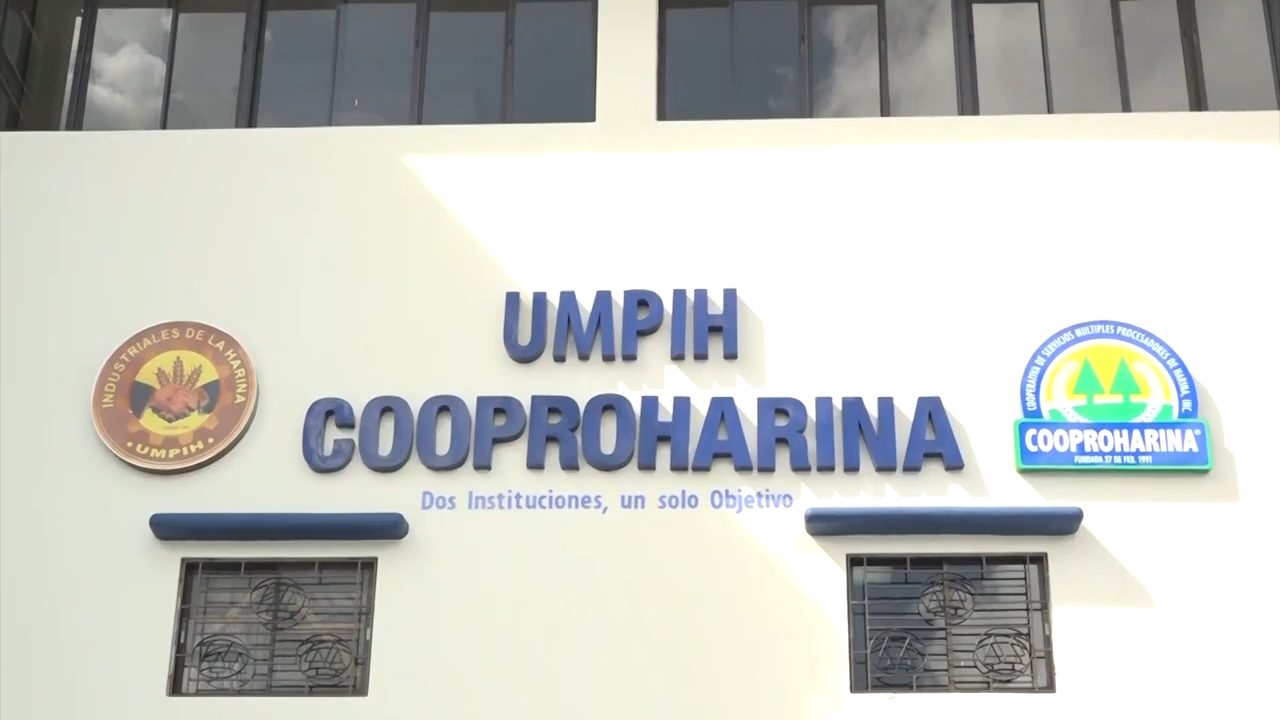 UMPIH
COOPROHARINA
Dos Instituciones, un solo Objetivo
INDUSTRIALES DE LA HARINA
UMPIH
COOPERATIVA DE SERVICIOS MULTIPLES PROCESADORES DE HARINA, INC.
COOPROHARINA®
FUNDADA 27 DE FEB. 1991